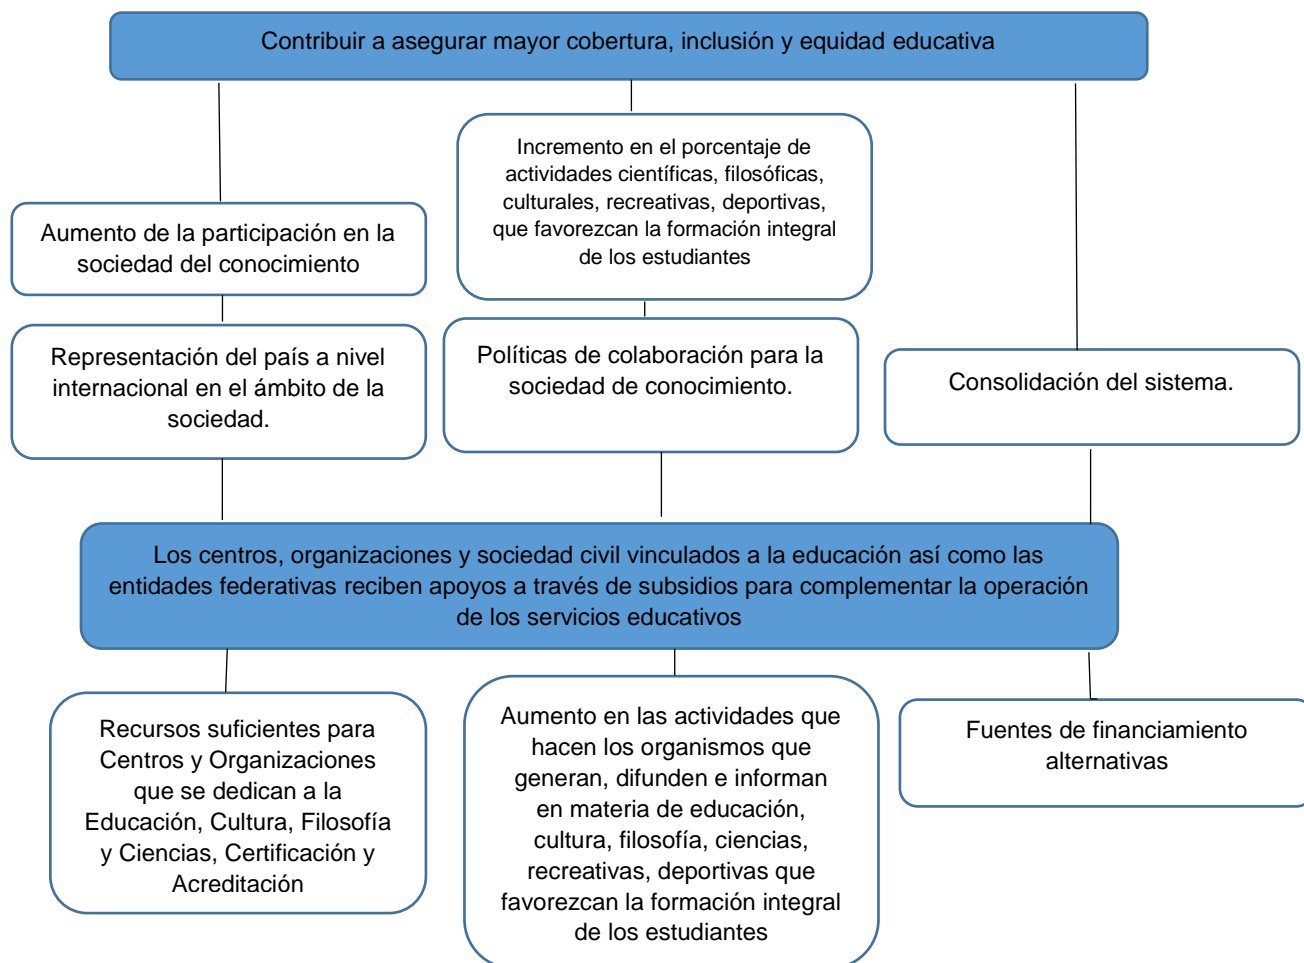 Contribuir a asegurar mayor cobertura, inclusión y equidad educativa
Incremento en el porcentaje de
actividades científicas, filosóficas,
culturales, recreativas, deportivas,
que favorezcan la formación integral
de los estudiantes
Aumento de la participación en la
sociedad del conocimiento
Representación del país a nivel
internacional en el ámbito de la
sociedad.
Políticas de colaboración para la
sociedad de conocimiento.
Consolidación del sistema.
Los centros, organizaciones y sociedad civil vinculados a la educación así como las
entidades federativas reciben apoyos a través de subsidios para complementar la operación
de los servicios educativos
Recursos suficientes para
Centros y Organizaciones
que se dedican a la
Educación, Cultura, Filosofía
y Ciencias, Certificación y
Acreditación
Aumento en las actividades que
hacen los organismos que
generan, difunden e informan
en materia de educación,
cultura, filosofía, ciencias,
recreativas, deportivas que
favorezcan la formación integral
de los estudiantes
Fuentes de financiamiento
alternativas